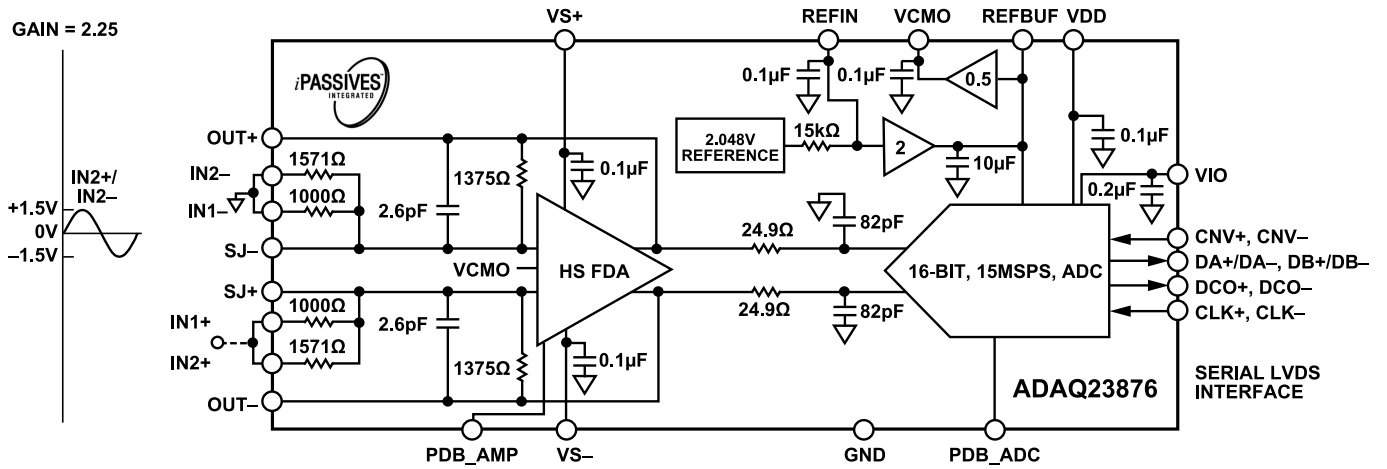 GAIN = 2.25
VS+
REFIN
VCMO
REFBUF
VDD
iPASSIVES™
INTEGRATED
0.1µF
0.1µF
0.5
OUT+
IN2–
IN1–
SJ–
1571Ω
1000Ω
2.6pF
1375Ω
0.1µF
2.048V
REFERENCE
15kΩ
2
10µF
0.1µF
0.2µF
VIO
IN2+/
IN2–
+1.5V
0V
–1.5V
VCMO
HS FDA
24.9Ω
82pF
16-BIT, 15MSPS, ADC
CNV+, CNV–
DA+/DA–, DB+/DB–
DCO+, DCO–
CLK+, CLK–
SJ+
IN1+
IN2+
OUT–
1000Ω
1571Ω
2.6pF
1375Ω
0.1µF
24.9Ω
82pF
ADAQ23876
SERIAL LVDS
INTERFACE
PDB_AMP
VS–
GND
PDB_ADC